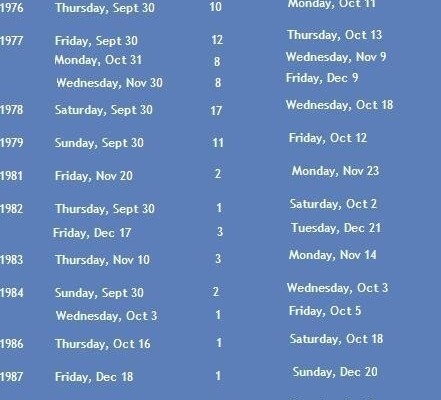 1976 Thursday, Sept 30 10 Monday, Oct 11
1977 Friday, Sept 30 12 Thursday, Oct 13
Monday, Oct 31 8 Wednesday, Nov 9
Wednesday, Nov 30 8 Friday, Dec 9
1978 Saturday, Sept 30 17 Wednesday, Oct 18
1979 Sunday, Sept 30 11 Friday, Oct 12
1981 Friday, Nov 20 2 Monday, Nov 23
1982 Thursday, Sept 30 1 Saturday, Oct 2
Friday, Dec 17 3 Tuesday, Dec 21
1983 Thursday, Nov 10 3 Monday, Nov 14
1984 Sunday, Sept 30 2 Wednesday, Oct 3
Wednesday, Oct 3 1 Friday, Oct 5
1986 Thursday, Oct 16 1 Saturday, Oct 18
1987 Friday, Dec 18 1 Sunday, Dec 20